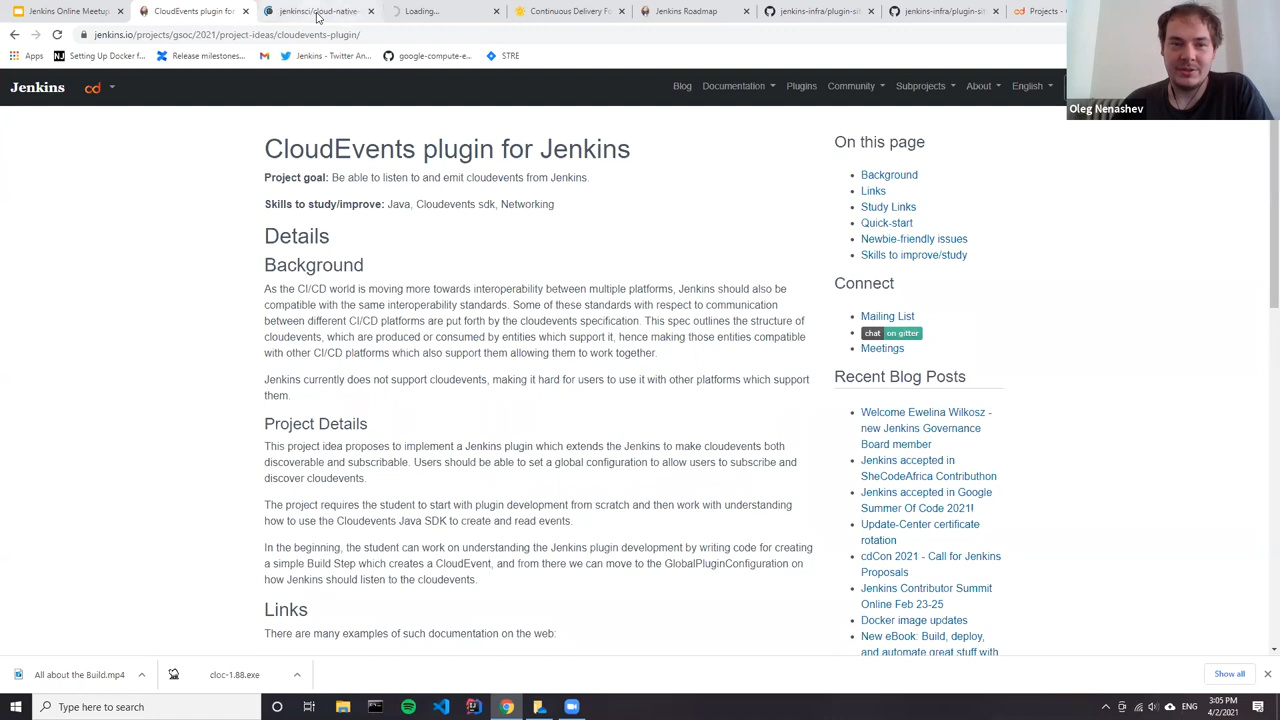 Jenkins Online Meetup
CloudEvents plugin for
jenkinsci/cloud-native-
Loading...
Continuous Delivery Fo
Jenkins Roadmap
jenkins-infra/plugin-sit
jenkins-infra/plugin-sit
Projects -
jenkins.io/projects/gsoc/2021/project-ideas/cloudevents-plugin/
Apps
Setting Up Docker f...
Release milestones...
Jenkins - Twitter An...
google-compute-e...
STRE
Oleg Nenashev
Jenkins
cd
Blog
Documentation
Plugins
Community
Subprojects
About
English
CloudEvents plugin for Jenkins
Project goal: Be able to listen to and emit cloudevents from Jenkins.
Skills to study/improve: Java, Cloudevents sdk, Networking
Details
Background
As the CI/CD world is moving more towards interoperability between multiple platforms, Jenkins should also be
compatible with the same interoperability standards. Some of these standards with respect to communication
between different CI/CD platforms are put forth by the cloudevents specification. This spec outlines the structure of
cloudevents, which are produced or consumed by entities which support it, hence making those entities compatible
with other CI/CD platforms which also support them allowing them to work together.
Jenkins currently does not support cloudevents, making it hard for users to use it with other platforms which support
them.
Project Details
This project idea proposes to implement a Jenkins plugin which extends the Jenkins to make cloudevents both
discoverable and subscribable. Users should be able to set a global configuration to allow users to subscribe and
discover cloudevents.
The project requires the student to start with plugin development from scratch and then work with understanding
how to use the Cloudevents Java SDK to create and read events.
In the beginning, the student can work on understanding the Jenkins plugin development by writing code for creating
a simple Build Step which creates a CloudEvent, and from there we can move to the GlobalPluginConfiguration on
how Jenkins should listen to the cloudevents.
Links
There are many examples of such documentation on the web:
On this page
Background
Links
Study Links
Quick-start
Newbie-friendly issues
Skills to improve/study
Connect
Mailing List
chat on gitter
Meetings
Recent Blog Posts
Welcome Ewelina Wilkosz -
new Jenkins Governance
Board member
Jenkins accepted in
SheCodeAfrica Contributhon
Jenkins accepted in Google
Summer Of Code 2021!
Update-Center certificate
rotation
cdCon 2021 - Call for Jenkins
Proposals
Jenkins Contributor Summit
Online Feb 23-25
Docker image updates
New eBook: Build, deploy,
and automate great stuff with
All about the Build.mp4
cloc-1.88.exe
Show all
Type here to search
3:05 PM
4/2/2021